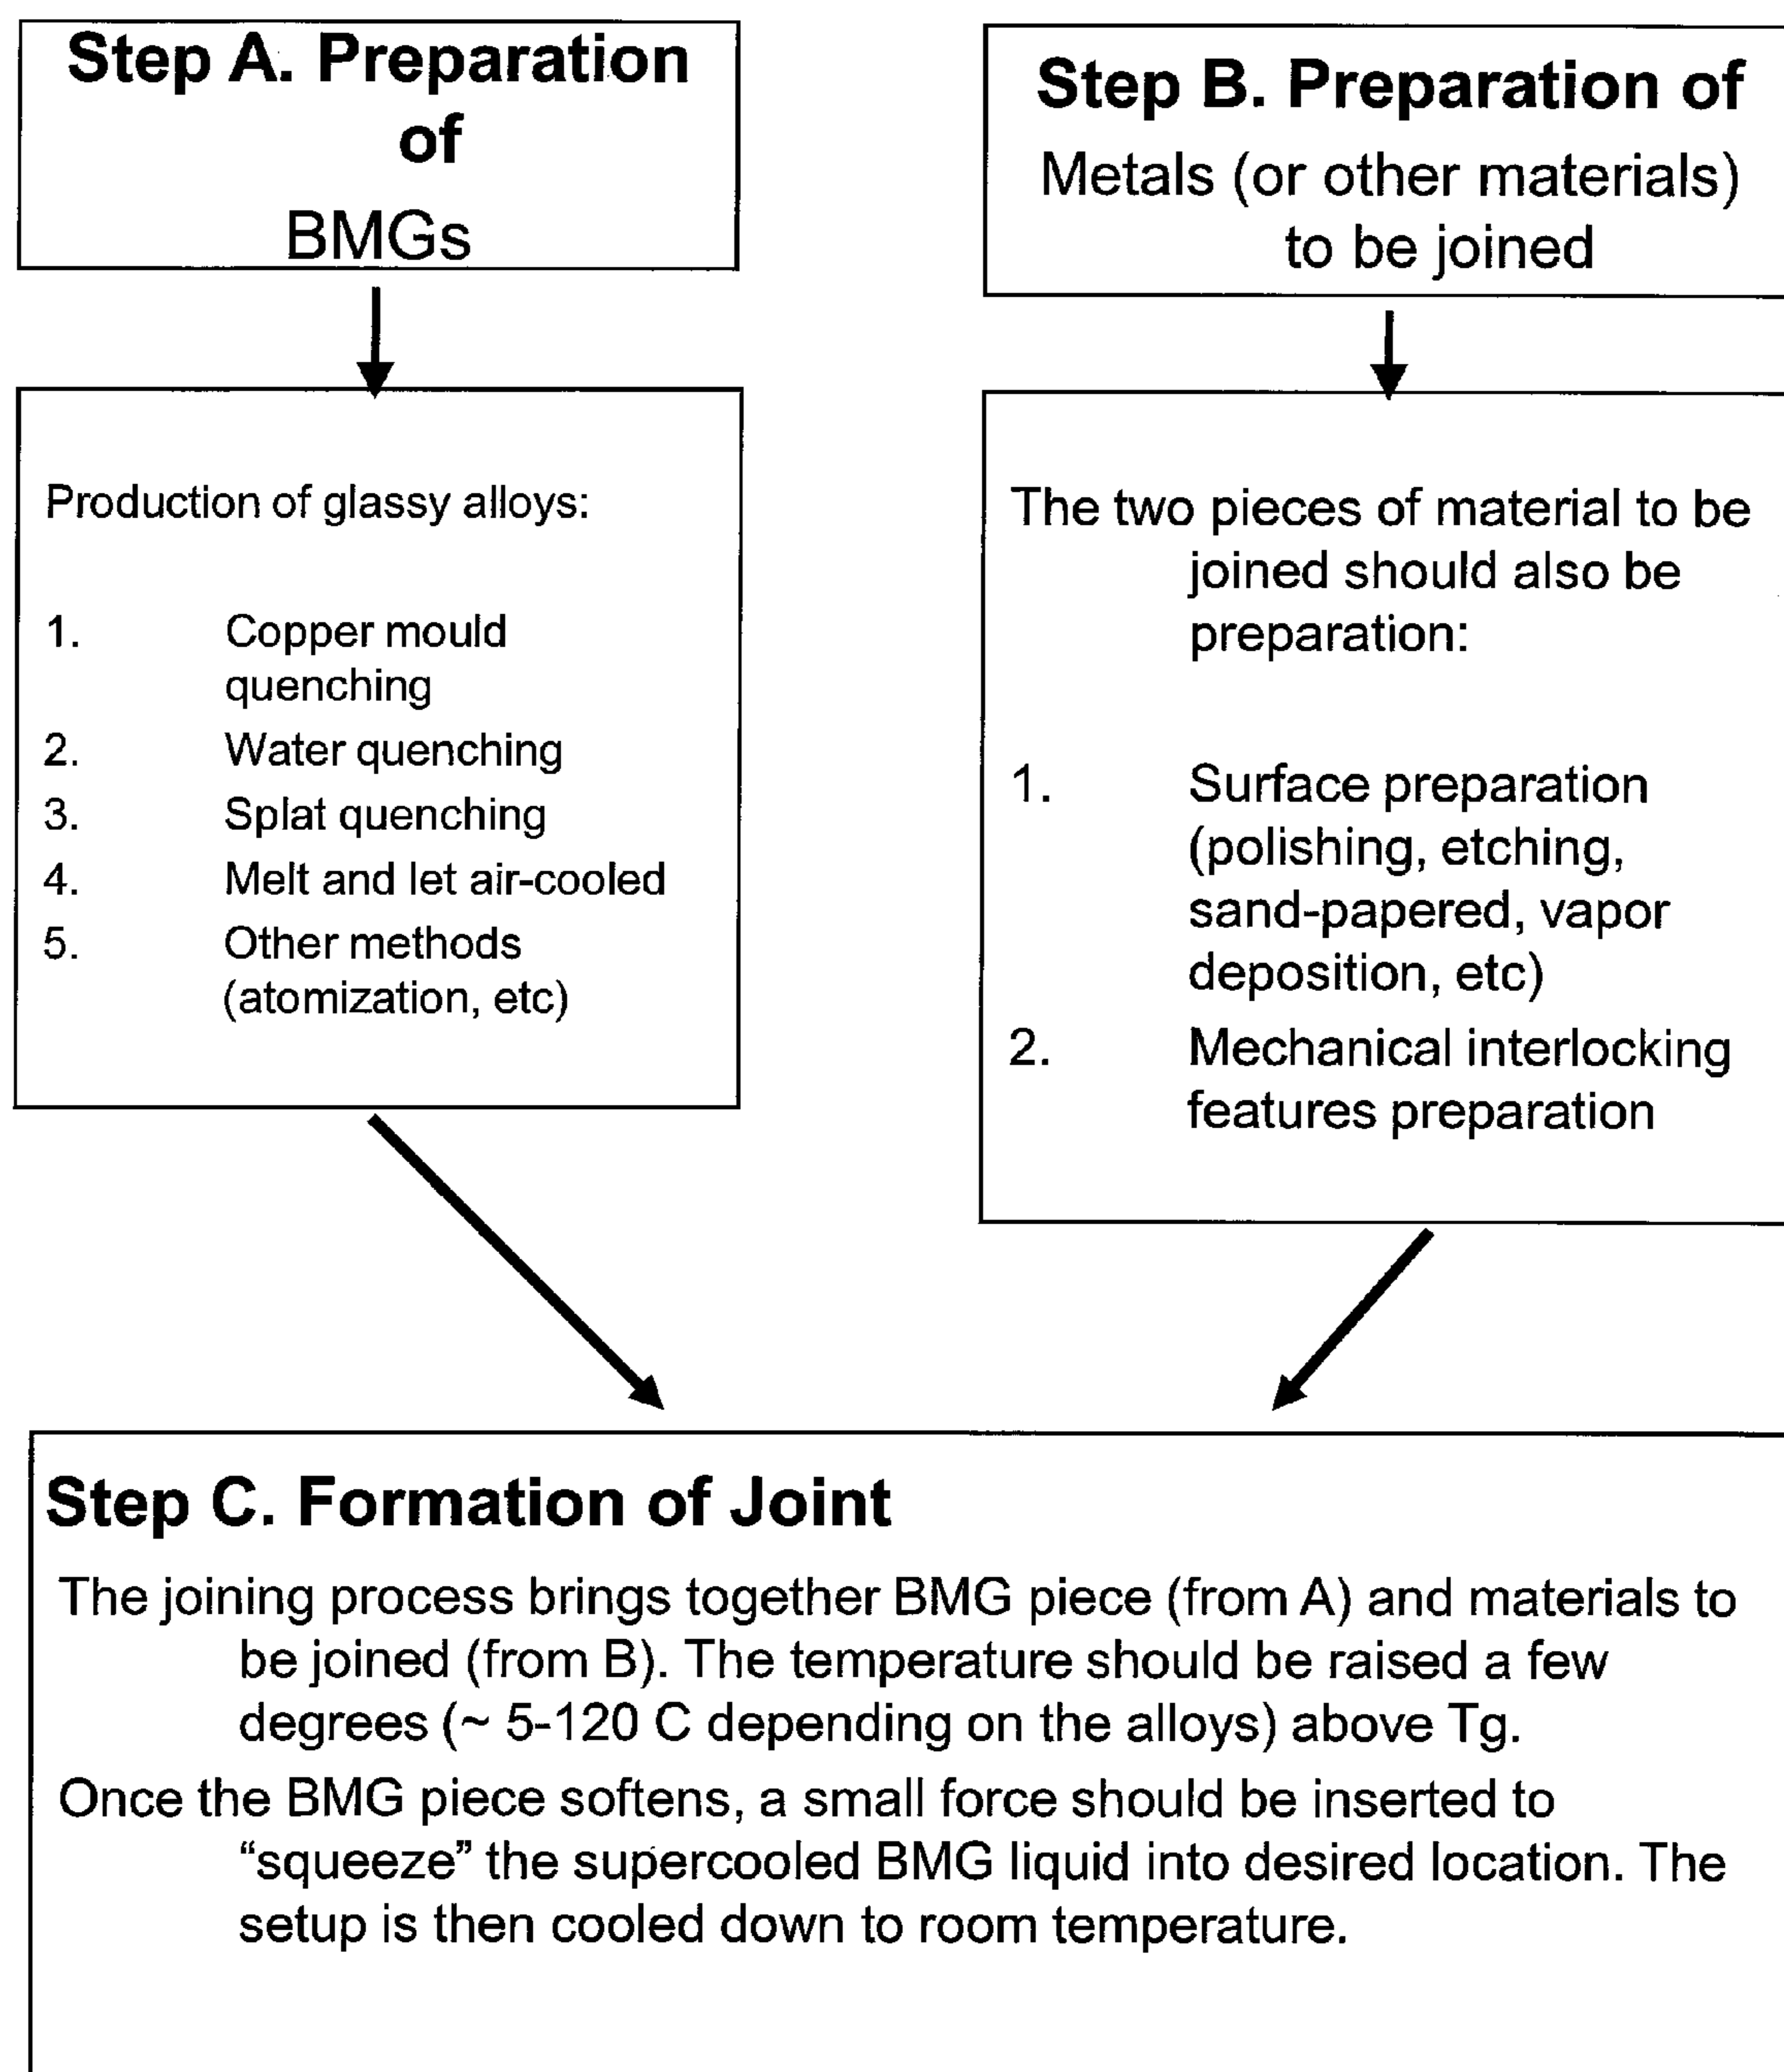 Step A. Preparation
of
BMGs
Step B. Preparation of
Metals (or other materials)
to be joined
Production of glassy alloys:
1. Copper mould
quenching
2. Water quenching
3. Splat quenching
4. Melt and let air-cooled
5. Other methods
(atomization, etc)
The two pieces of material to be
joined should also be
preparation:
1. Surface preparation
(polishing, etching,
sand-papered, vapor
deposition, etc)
2. Mechanical interlocking
features preparation
Step C. Formation of Joint
The joining process brings together BMG piece (from A) and materials to
be joined (from B). The temperature should be raised a few
degrees (~ 5-120 C depending on the alloys) above Tg.
Once the BMG piece softens, a small force should be inserted to
“squeeze” the supercooled BMG liquid into desired location. The
setup is then cooled down to room temperature.